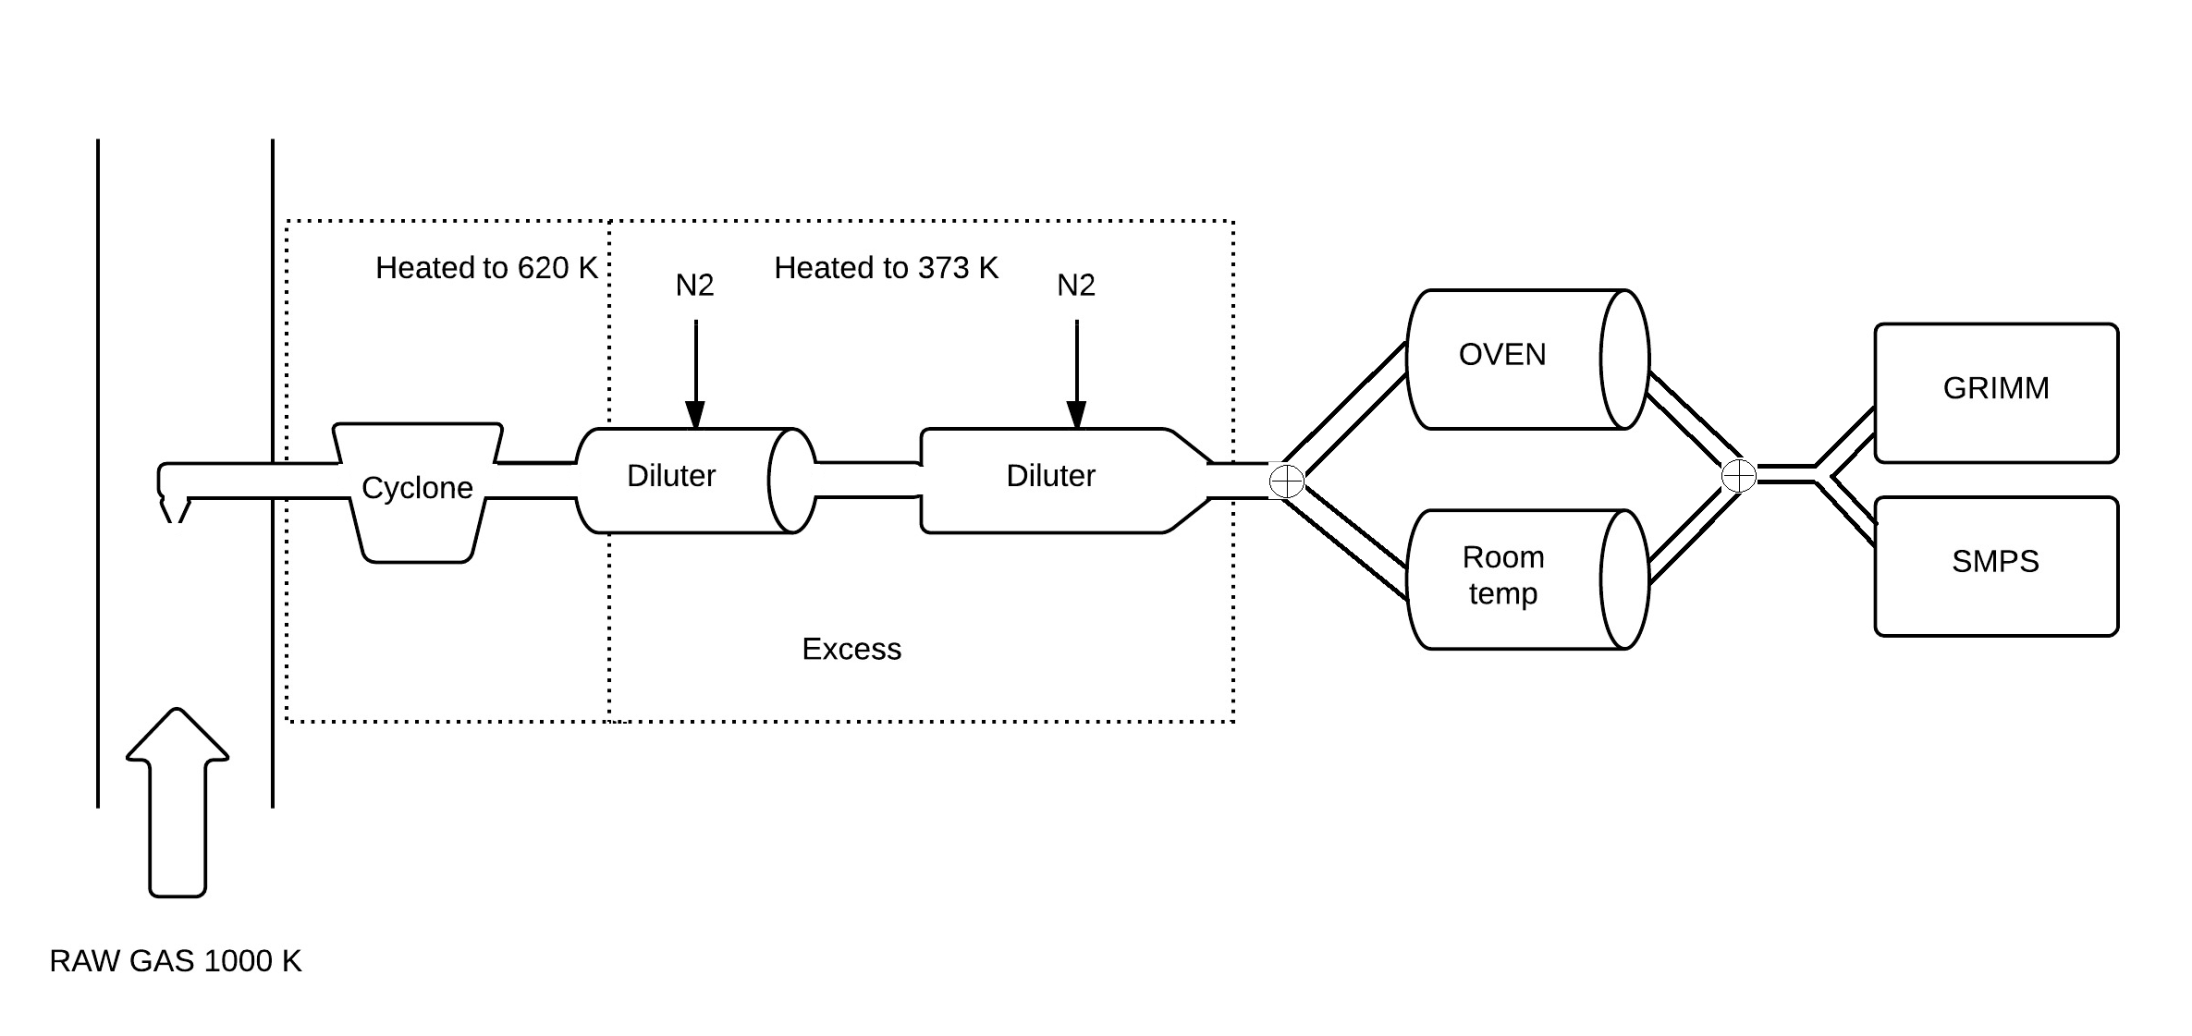 Heated to 620 K
Heated to 373 K
N2
N2
OVEN
GRIMM
Cyclone
Diluter
Diluter
Room
temp
SMPS
Excess
RAW GAS 1000 K